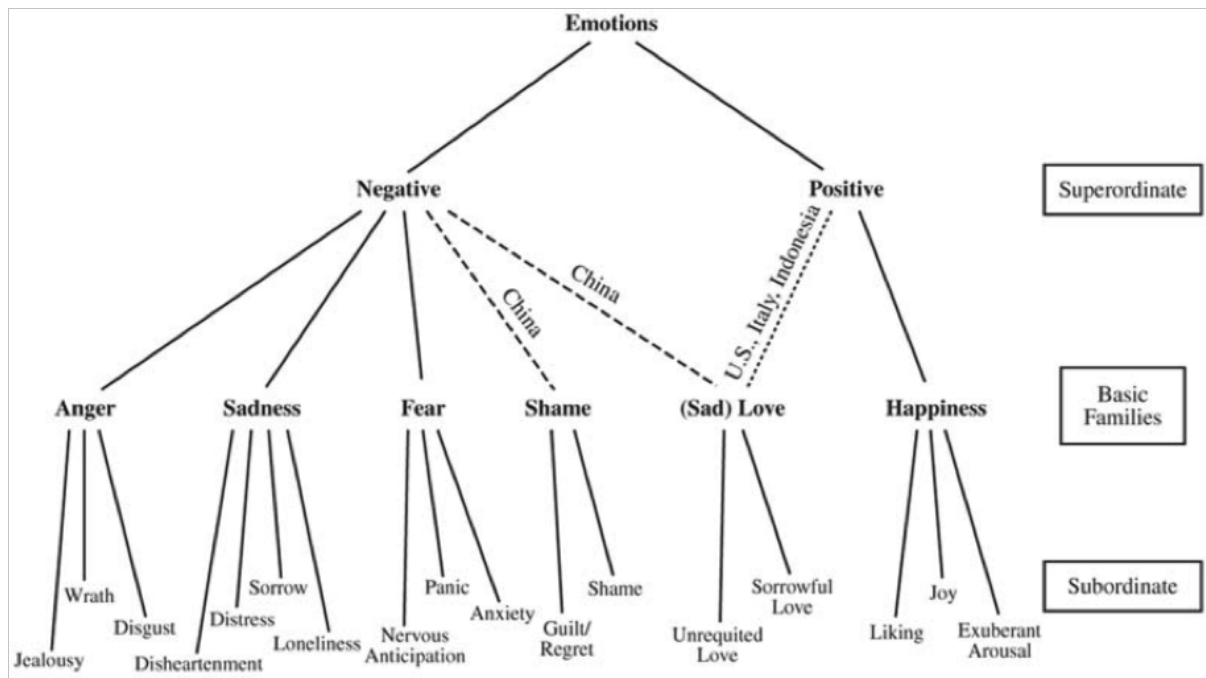 Emotions
Negative
Positive
Superordinate
China
China
U.S., Italy, Indonesia
Anger
Sadness
Fear
Shame
(Sad) Love
Happiness
Basic
Families
Jealousy
Wrath
Disgust
Disheartenment
Distress
Sorrow
Loneliness
Nervous
Anticipation
Panic
Anxiety
Guilt/
Regret
Shame
Unrequited
Love
Sorrowful
Love
Liking
Joy
Exuberant
Arousal
Subordinate